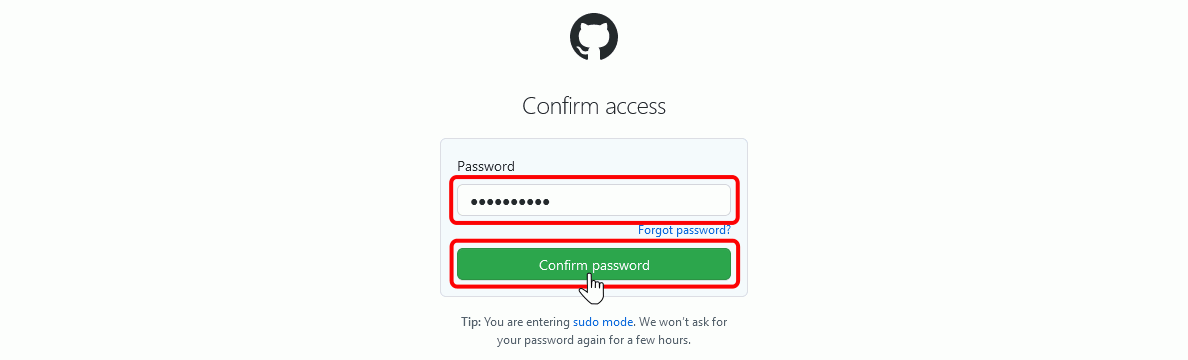 Confirm access
Password
••••••••••
Forgot password?
Confirm password
Tip: You are entering sudo mode. We won't ask for
your password again for a few hours.